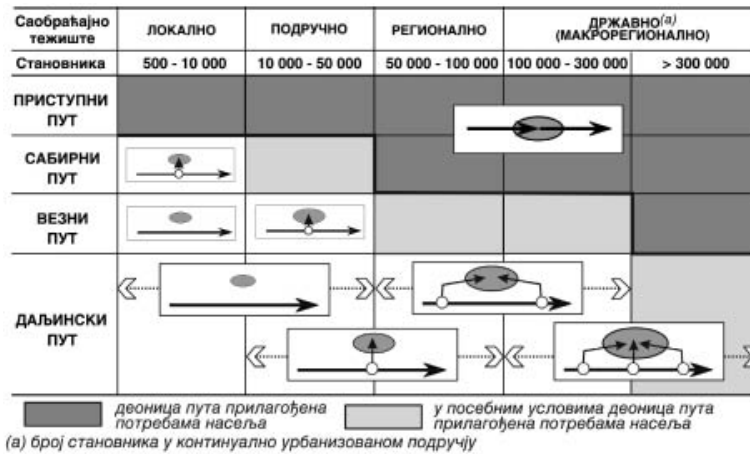 Саобраћајно тежиште
ЛОКАЛНО
ПОДРУЧНО
РЕГИОНАЛНО
ДРЖАВНО(а)
(МАКРОРЕГИОНАЛНО)
Становника
500 - 10 000
10 000 - 50 000
50 000 - 100 000
100 000 - 300 000
> 300 000
ПРИСТУПНИ
ПУТ
САБИРНИ
ПУТ
ВЕЗНИ
ПУТ
ДАЉИНСКИ
ПУТ
деоница пута прилагођена
потребама насеља
у посебним условима деоница пута
прилагођена потребама насеља
(а) број становника у континуално урбанизованом подручју